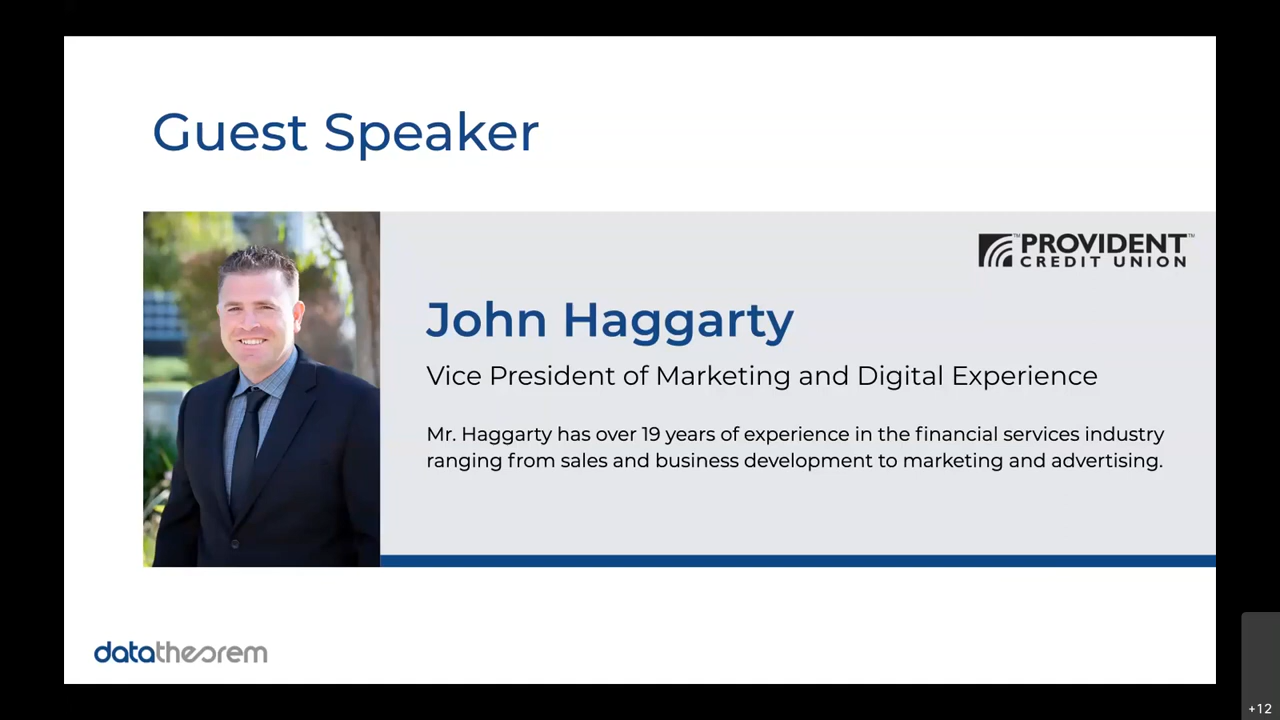 Guest Speaker
™PROVIDENT™
CREDIT UNION
John Haggarty
Vice President of Marketing and Digital Experience
Mr. Haggarty has over 19 years of experience in the financial services industry
ranging from sales and business development to marketing and advertising.
datatheorem
+12